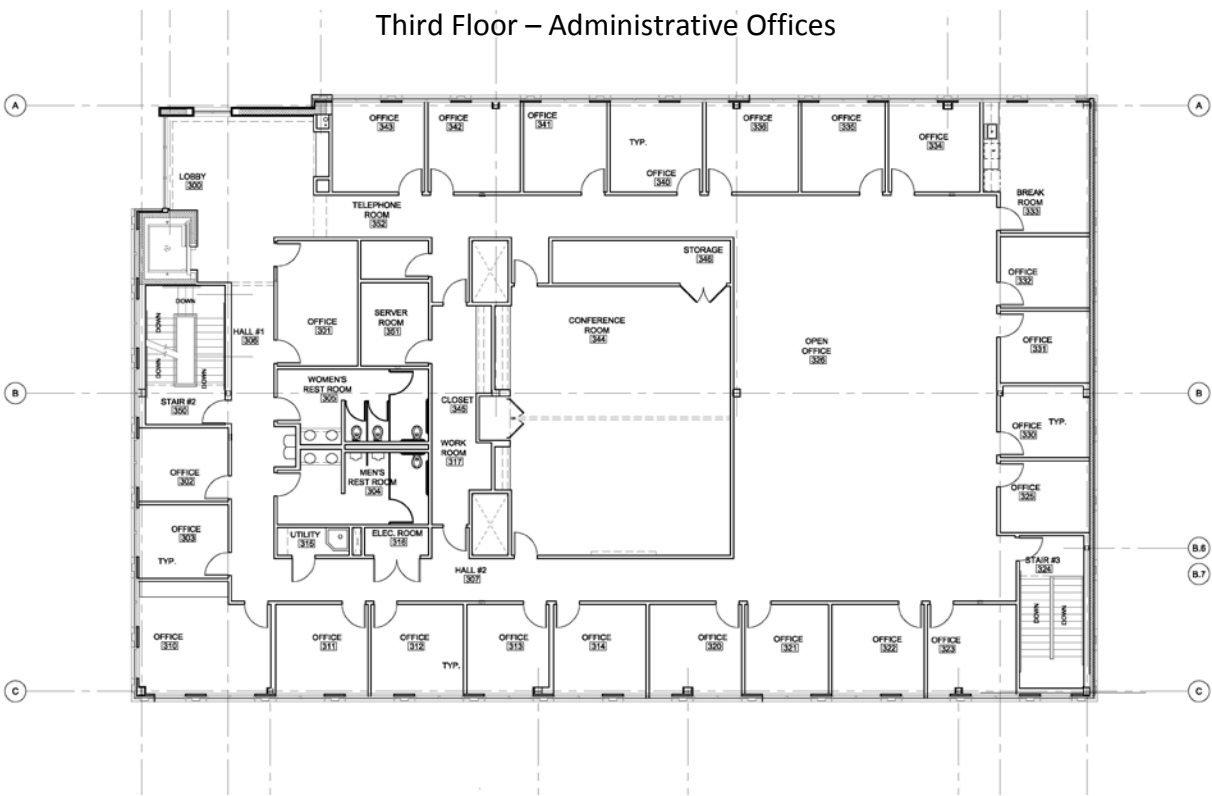 Third Floor – Administrative Offices
A
A
OFFICE
343
OFFICE
342
OFFICE
341
TYP.
OFFICE
340
OFFICE
336
OFFICE
335
OFFICE
334
LOBBY
300
TELEPHONE
ROOM
352
BREAK
ROOM
333
STORAGE
346
OFFICE
332
DOWN
DOWN
DOWN
DOWN
HALL #1
306
OFFICE
301
SERVER
ROOM
351
CONFERENCE
ROOM
344
OPEN
OFFICE
326
OFFICE
331
B
B
STAIR #2
350
WOMEN'S
REST ROOM
305
CLOSET
345
OFFICE
330
TYP.
WORK
ROOM
317
OFFICE
302
MEN'S
REST ROOM
304
OFFICE
325
OFFICE
303
TYP.
UTILITY
315
ELEC. ROOM
316
HALL #2
307
STAIR #3
324
B.6
B.7
DOWN
DOWN
OFFICE
310
OFFICE
311
OFFICE
312
TYP.
OFFICE
313
OFFICE
314
OFFICE
320
OFFICE
321
OFFICE
322
OFFICE
323
C
C